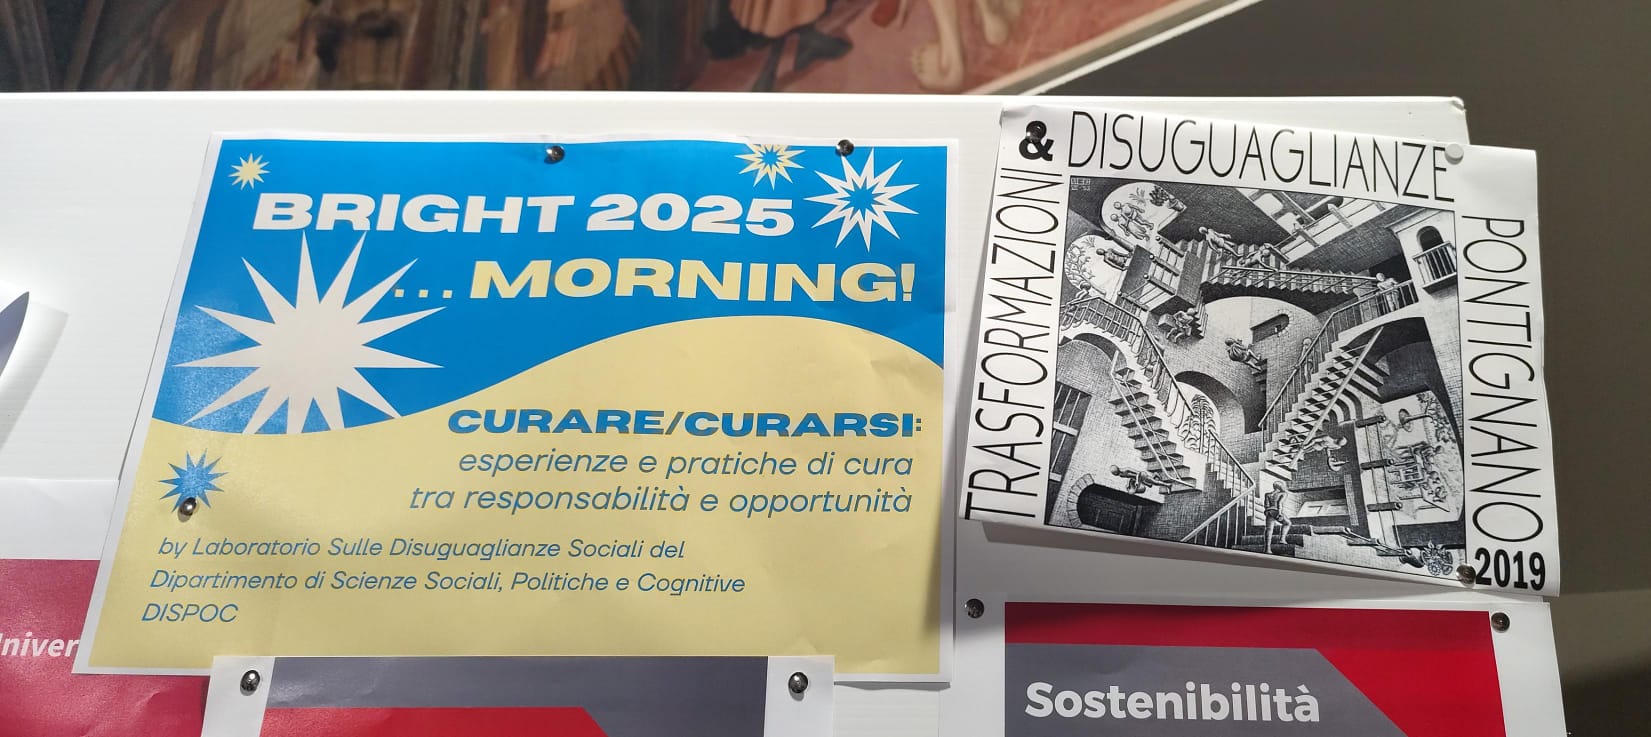 BRIGHT 2025
...MORNING!
CURARE/CURARSI:
esperienze e pratiche di cura
tra responsabilità e opportunità
by Laboratorio Sulle Disuguaglianze Sociali del
Dipartimento di Scienze Sociali, Politiche e Cognitive
DISPOC
TRASFORMAZIONI
& DISUGUAGLIANZE
PONTIGNANO
2019
Sostenibilità